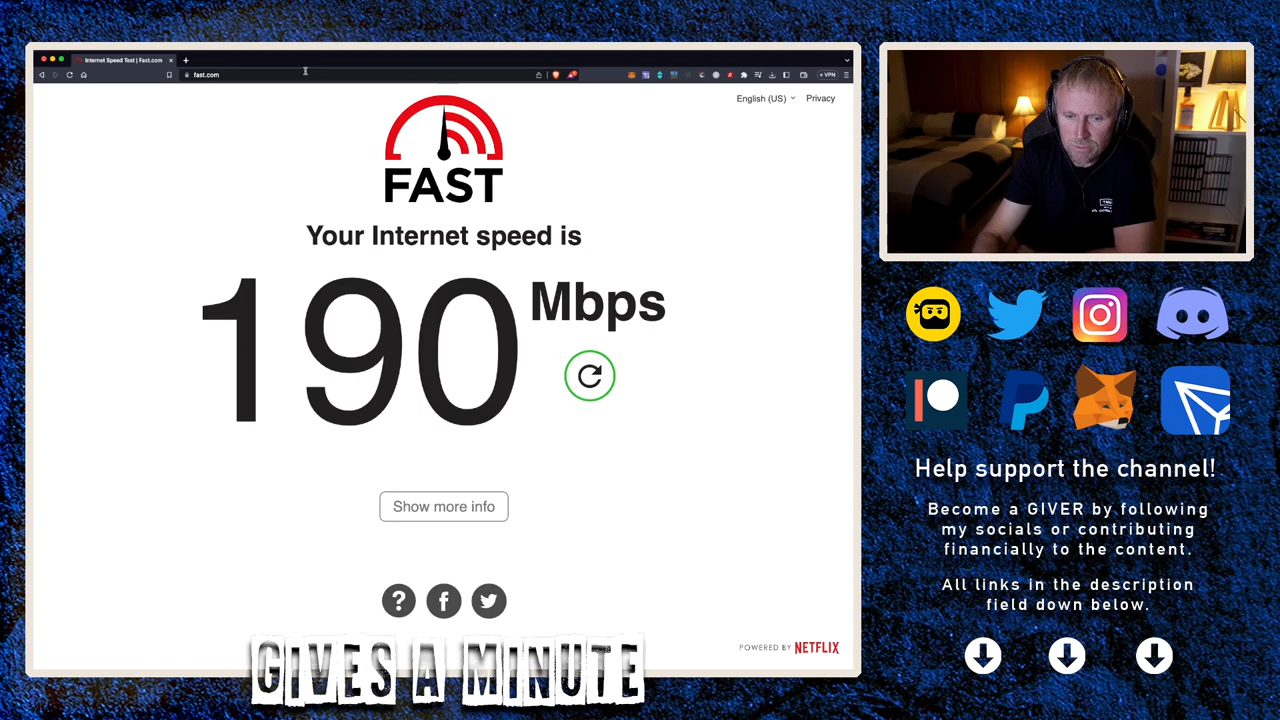 Internet Speed Test | Fast.com
fast.com
VPN
English (US)
Privacy
FAST
Your Internet speed is
190 Mbps
Show more info
POWERED BY NETFLIX
GIVES A MINUTE
Help support the channel!
Become a GIVER by following
my socials or contributing
financially to the content.
All links in the description
field down below.